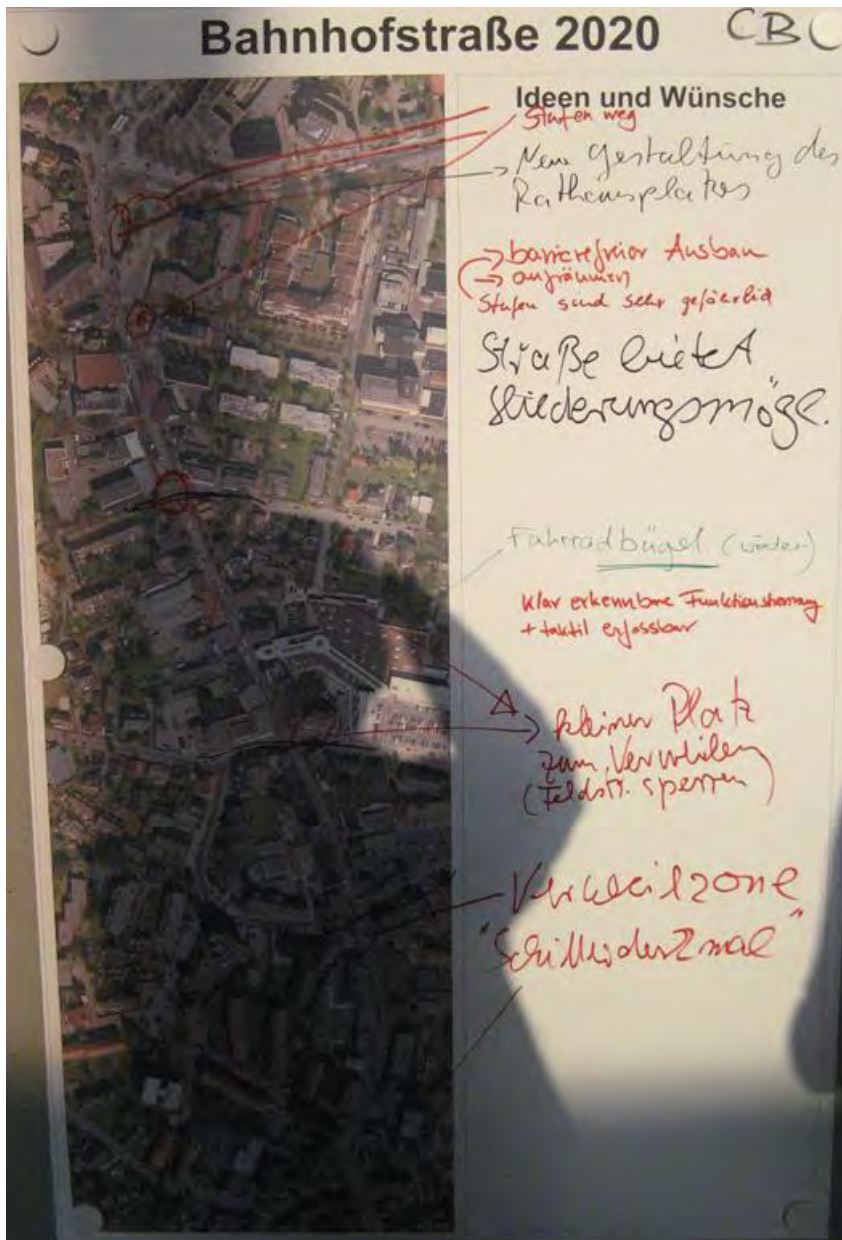 Bahnhofstraße 2020
CB
Ideen und Wünsche
Stufen weg
Neue Gestaltung des
Rathausplatzes
→ barrierefreier Ausbau
→ aufräumen
Stufen sind sehr gefährlich
Straße bietet
Gliederungsmögl.
Fahrradbügel (wieder)
klar erkennbare Funktionstrennung
+ taktil erfassbar
kleiner Platz
zum Verweilen
(Feldstr. sperren)
Verweilzone
"Schillerdenkmal"